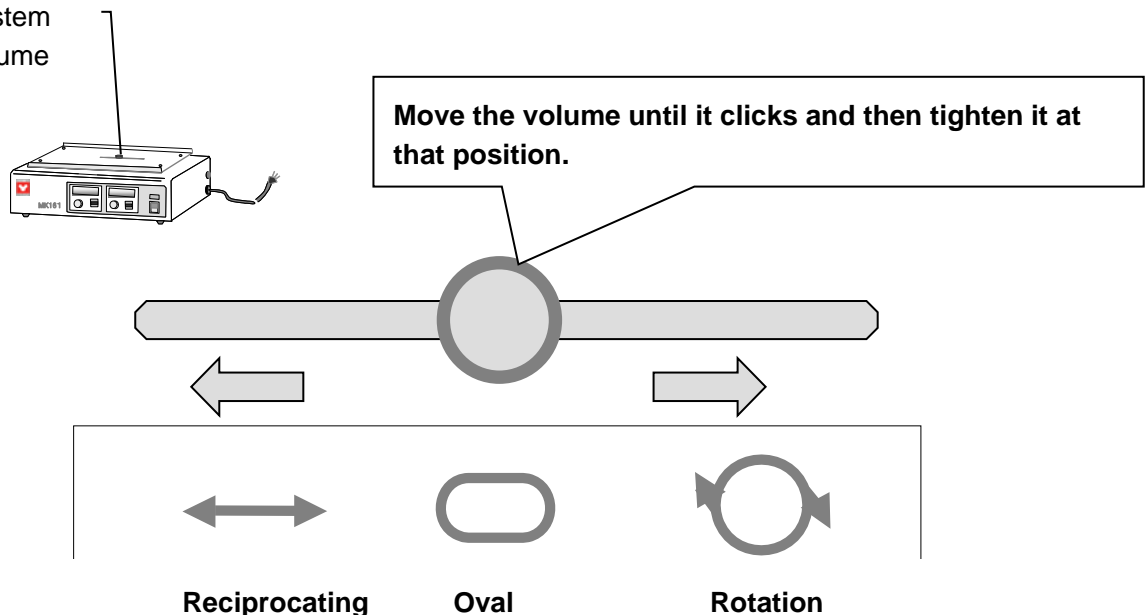 stem
ume
Move the volume until it clicks and then tighten it at
that position.
MK161
Reciprocating Oval Rotation